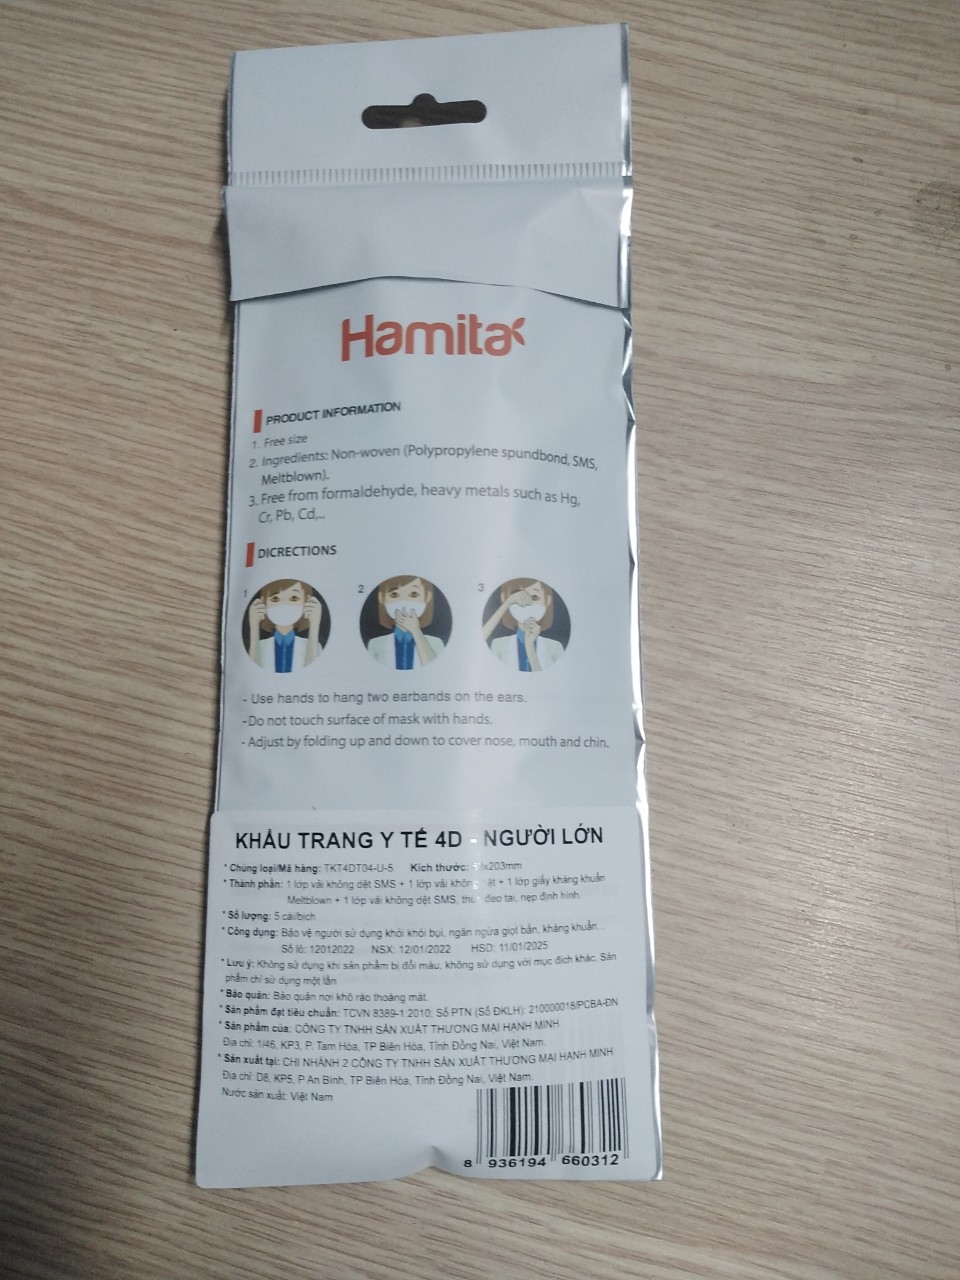 Hamita
PRODUCT INFORMATION
1. Free size
2. Ingredients: Non-woven (Polypropylene spundbond, SMS,
Meltblown).
3. Free from formaldehyde, heavy metals such as Hg,
Cr, Pb, Cd,...
DICRECTIONS
1 2 3
- Use hands to hang two earbands on the ears.
-Do not touch surface of mask with hands.
- Adjust by folding up and down to cover nose, mouth and chin.
KHẨU TRANG Y TẾ 4D - NGƯỜI LỚN
* Chủng loại/Mã hàng: TKT4DT04-U-5 Kích thước: x203mm
* Thành phần: 1 lớp vải không dệt SMS + 1 lớp vải không + 1 lớp giấy kháng khuẩn
Meltblown + 1 lớp vải không dệt SMS, đeo tai, nẹp định hình.
* Số lượng: 5 cái/bịch
* Công dụng: Bảo vệ người sử dụng khỏi khói bụi, ngăn ngừa giọt bắn, kháng khuẩn...
Số lô: 12012022 NSX: 12/01/2022 HSD: 11/01/2025
* Lưu ý: Không sử dụng khi sản phẩm bị đổi màu, không sử dụng với mục đích khác. Sản
phẩm chỉ sử dụng một lần
* Bảo quản: Bảo quản nơi khô ráo thoáng mát.
* Sản phẩm đạt tiêu chuẩn: TCVN 8389-1:2010; Số PTN (Số ĐKLH): 210000018/PCBA-ĐN
* Sản phẩm của: CÔNG TY TNHH SẢN XUẤT THƯƠNG MẠI HẠNH MINH
Địa chỉ: 1/46, KP3, P. Tam Hòa, TP Biên Hòa, Tỉnh Đồng Nai, Việt Nam.
* Sản xuất tại: CHI NHÁNH 2 CÔNG TY TNHH SẢN XUẤT THƯƠNG MẠI HẠNH MINH
Địa chỉ: D8, KP5, P An Bình, TP Biên Hòa, Tỉnh Đồng Nai, Việt Nam.
Nước sản xuất: Việt Nam
8 936194 660312